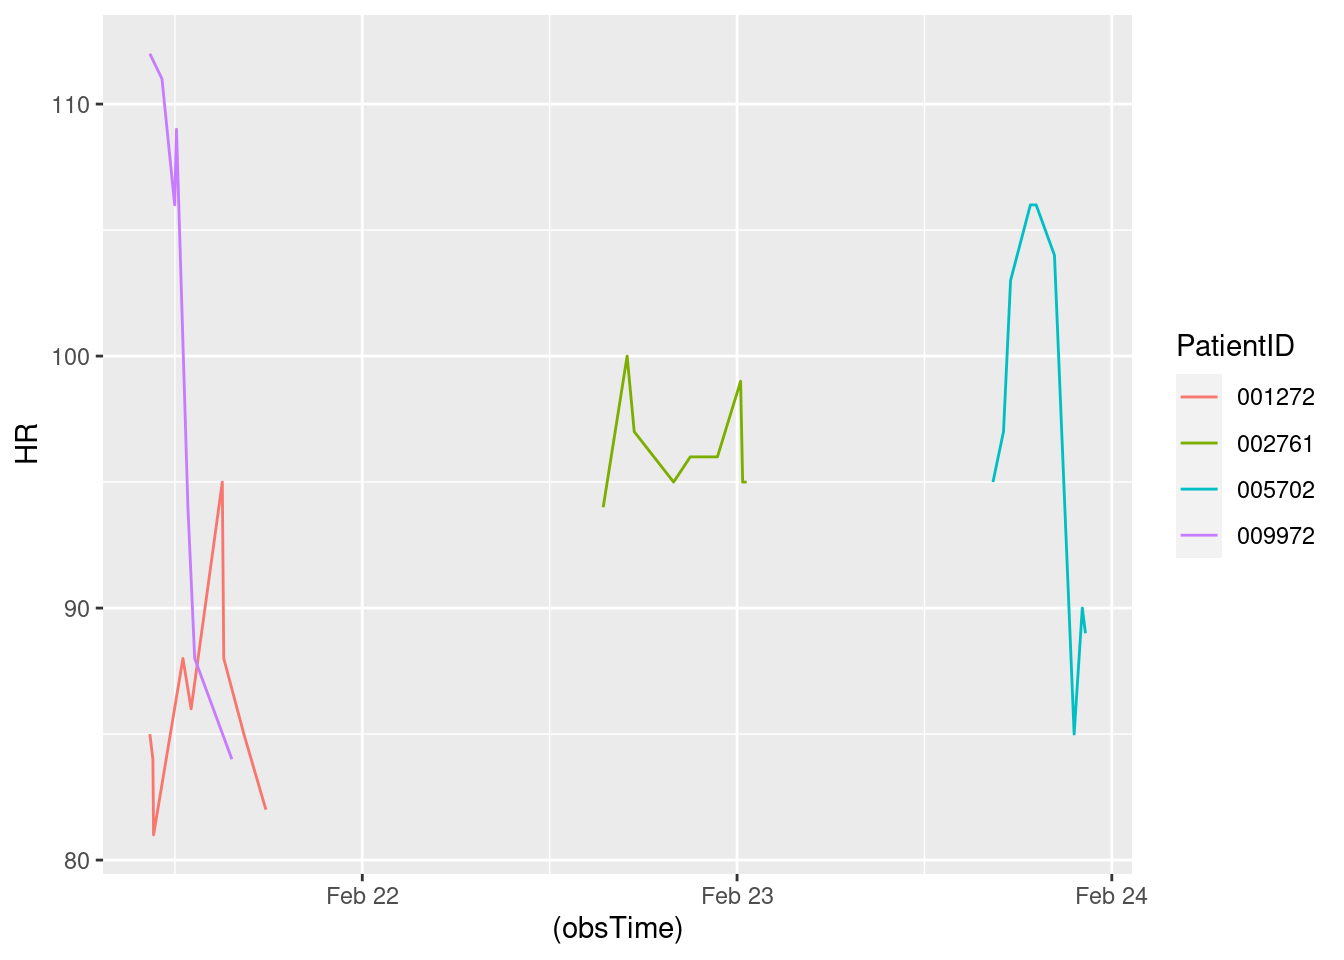 110
100
90
80
HR
Feb 22
Feb 23
Feb 24
(obsTime)
PatientID
001272
002761
005702
009972